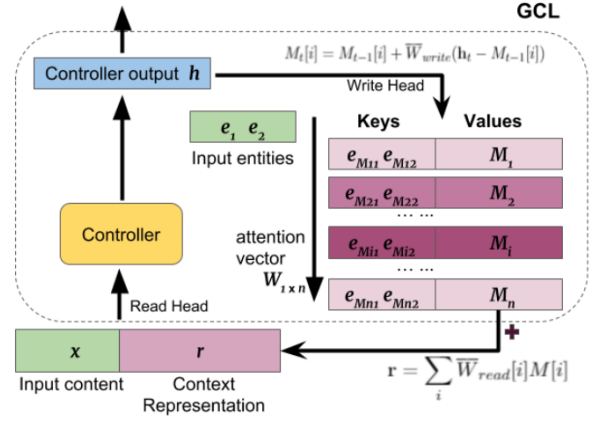 GCL
Controller output h
M_t[i] = M_{t-1}[i] + \overline{W}_{write}(h_t − M_{t-1}[i])
Write Head
e_1 e_2
Input entities
Keys Values
e_{M11} e_{M12} M_1
e_{M21} e_{M22} M_2
... ...
e_{Mi1} e_{Mi2} M_i
... ...
e_{Mn1} e_{Mn2} M_n
Controller
attention
vector
W_{1 x n}
Read Head
x r
+
Input content Context
Representation
r = \sum_i \overline{W}_{read}[i]M[i]